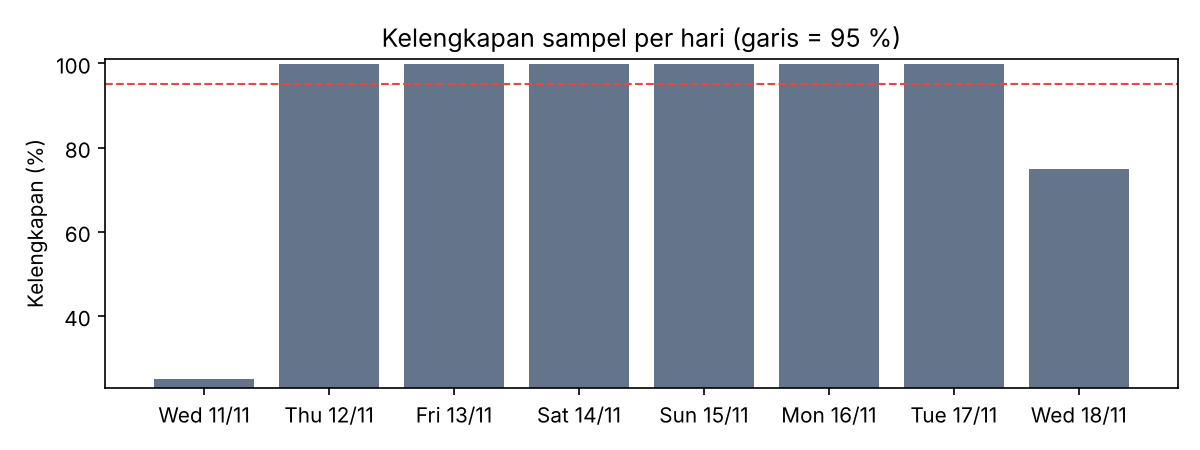 Kelengkapan sampel per hari (garis = 95 %)
Kelengkapan (%)
100
80
60
40
Wed 11/11 Thu 12/11 Fri 13/11 Sat 14/11 Sun 15/11 Mon 16/11 Tue 17/11 Wed 18/11